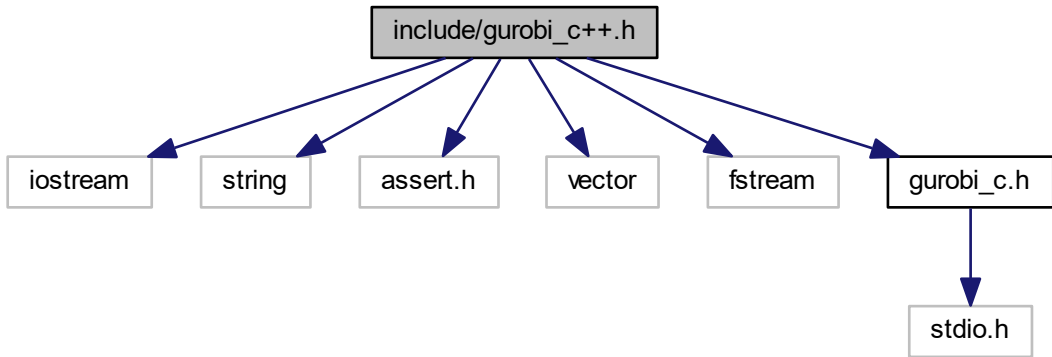 include/gurobi_c++.h
iostream
string
assert.h
vector
fstream
gurobi_c.h
stdio.h